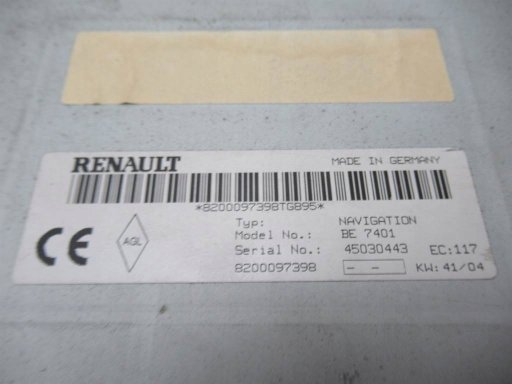 RENAULT MADE IN GERMANY
*8200097398TGB95*
Typ: NAVIGATION
Model No.: BE 7401
Serial No.: 45030443 EC:117
8200097398 - - KW: 41/04
CE AGL